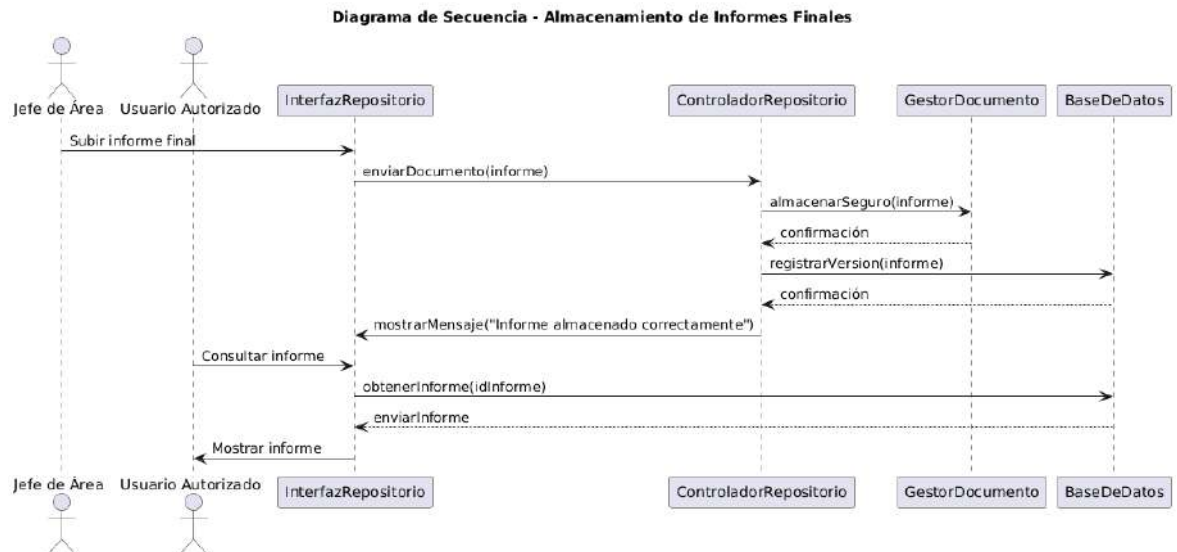 Diagrama de Secuencia - Almacenamiento de Informes Finales
Jefe de Área
Usuario Autorizado
InterfazRepositorio
ControladorRepositorio
GestorDocumento
BaseDeDatos
Subir informe final
enviarDocumento(informe)
almacenarSeguro(informe)
confirmación
registrarVersion(informe)
confirmación
mostrarMensaje("Informe almacenado correctamente")
Consultar informe
obtenerInforme(idInforme)
enviarInforme
Mostrar informe
Jefe de Área
Usuario Autorizado
InterfazRepositorio
ControladorRepositorio
GestorDocumento
BaseDeDatos